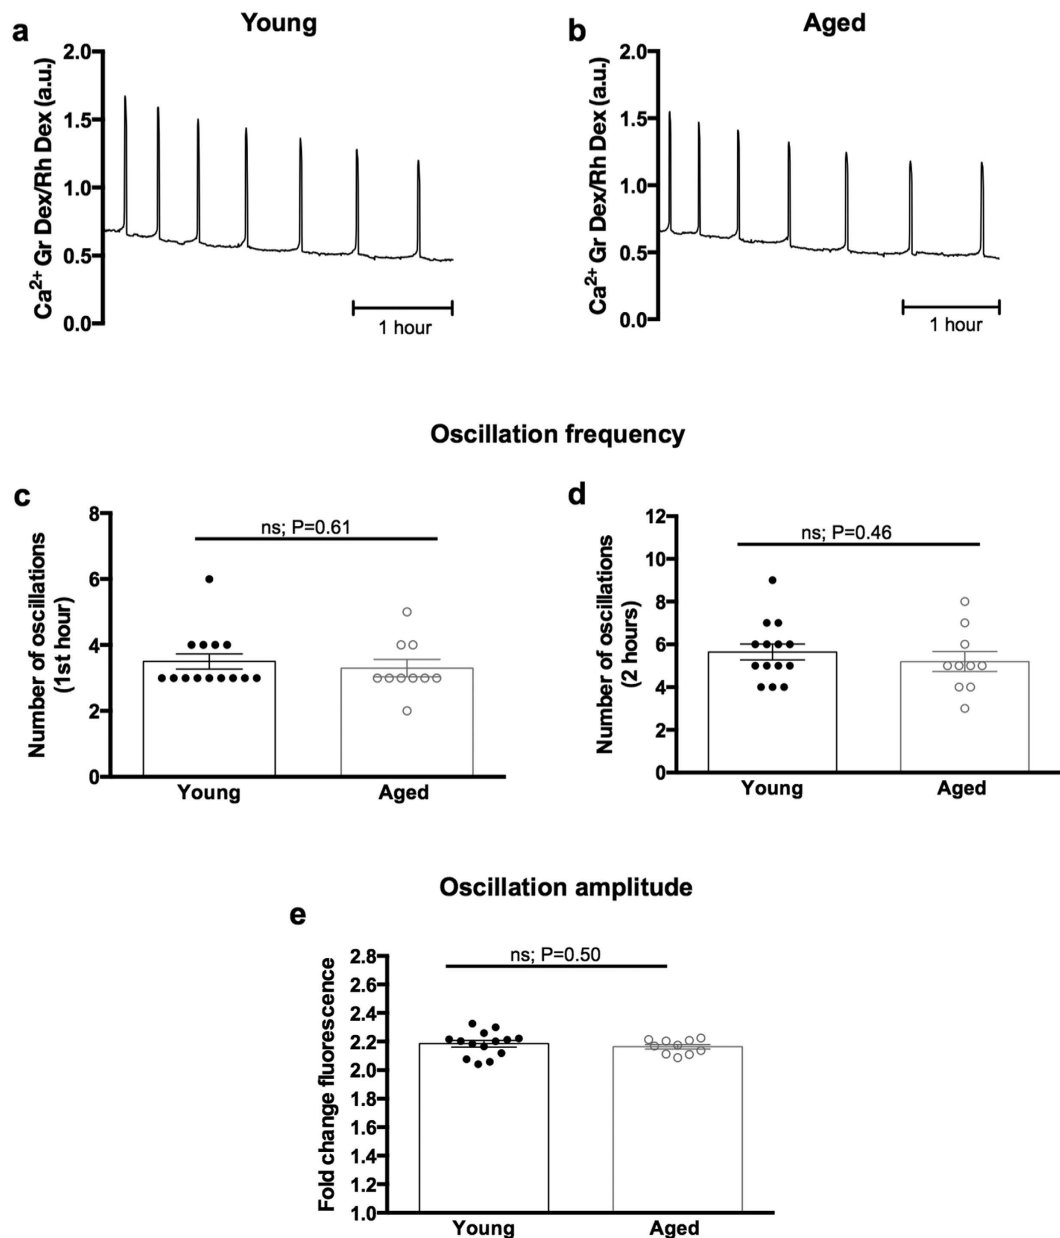 a
Young
Ca2+ Gr Dex/Rh Dex (a.u.)
2.0
1.5
1.0
0.5
0.0
1 hour
b
Aged
Ca2+ Gr Dex/Rh Dex (a.u.)
2.0
1.5
1.0
0.5
0.0
1 hour
Oscillation frequency
c
Number of oscillations
(1st hour)
8
6
4
2
0
ns; P=0.61
Young
Aged
d
Number of oscillations
(2 hours)
12
10
8
6
4
2
0
ns; P=0.46
Young
Aged
Oscillation amplitude
e
Fold change fluorescence
2.8
2.6
2.4
2.2
2.0
1.8
1.6
1.4
1.2
1.0
ns; P=0.50
Young
Aged